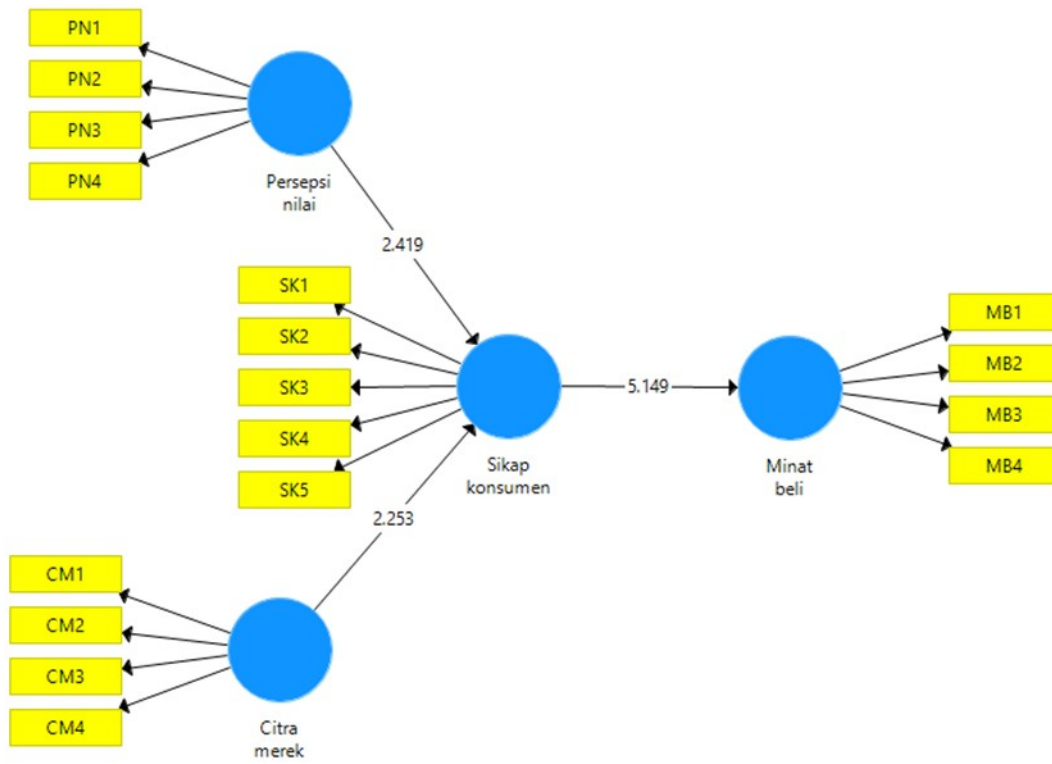 PN1
PN2
PN3
PN4
Persepsi
nilai
2.419
SK1
SK2
SK3
SK4
SK5
Sikap
konsumen
5.149
Minat
beli
MB1
MB2
MB3
MB4
2.253
CM1
CM2
CM3
CM4
Citra
merek